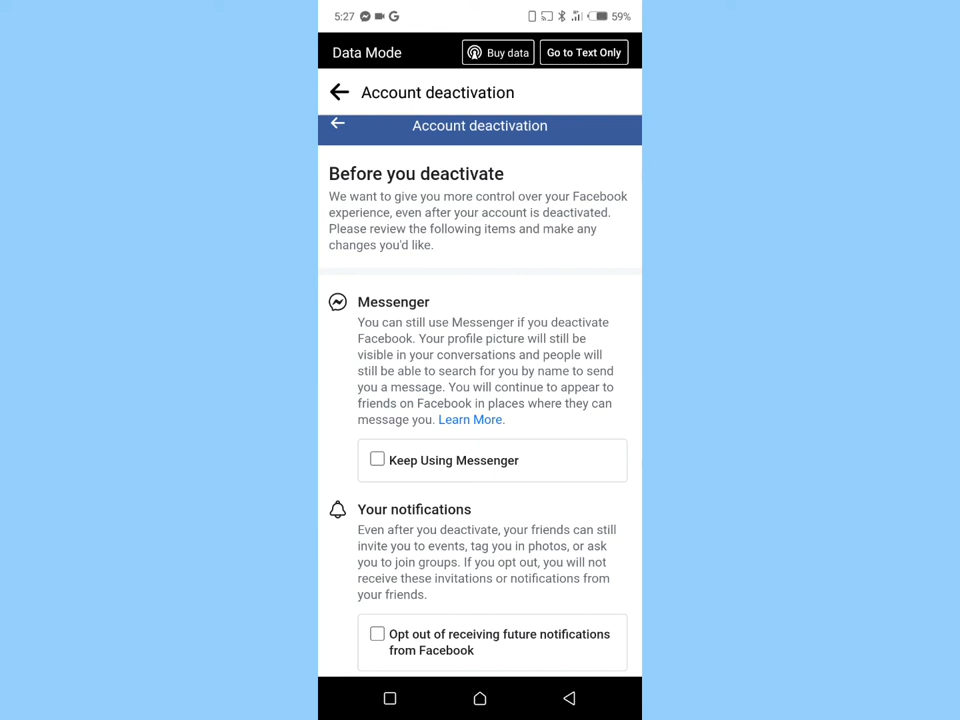 5:27 59%
Data Mode Buy data Go to Text Only
Account deactivation
Account deactivation
Before you deactivate
We want to give you more control over your Facebook
experience, even after your account is deactivated.
Please review the following items and make any
changes you'd like.
Messenger
You can still use Messenger if you deactivate
Facebook. Your profile picture will still be
visible in your conversations and people will
still be able to search for you by name to send
you a message. You will continue to appear to
friends on Facebook in places where they can
message you. Learn More.
Keep Using Messenger
Your notifications
Even after you deactivate, your friends can still
invite you to events, tag you in photos, or ask
you to join groups. If you opt out, you will not
receive these invitations or notifications from
your friends.
Opt out of receiving future notifications
from Facebook